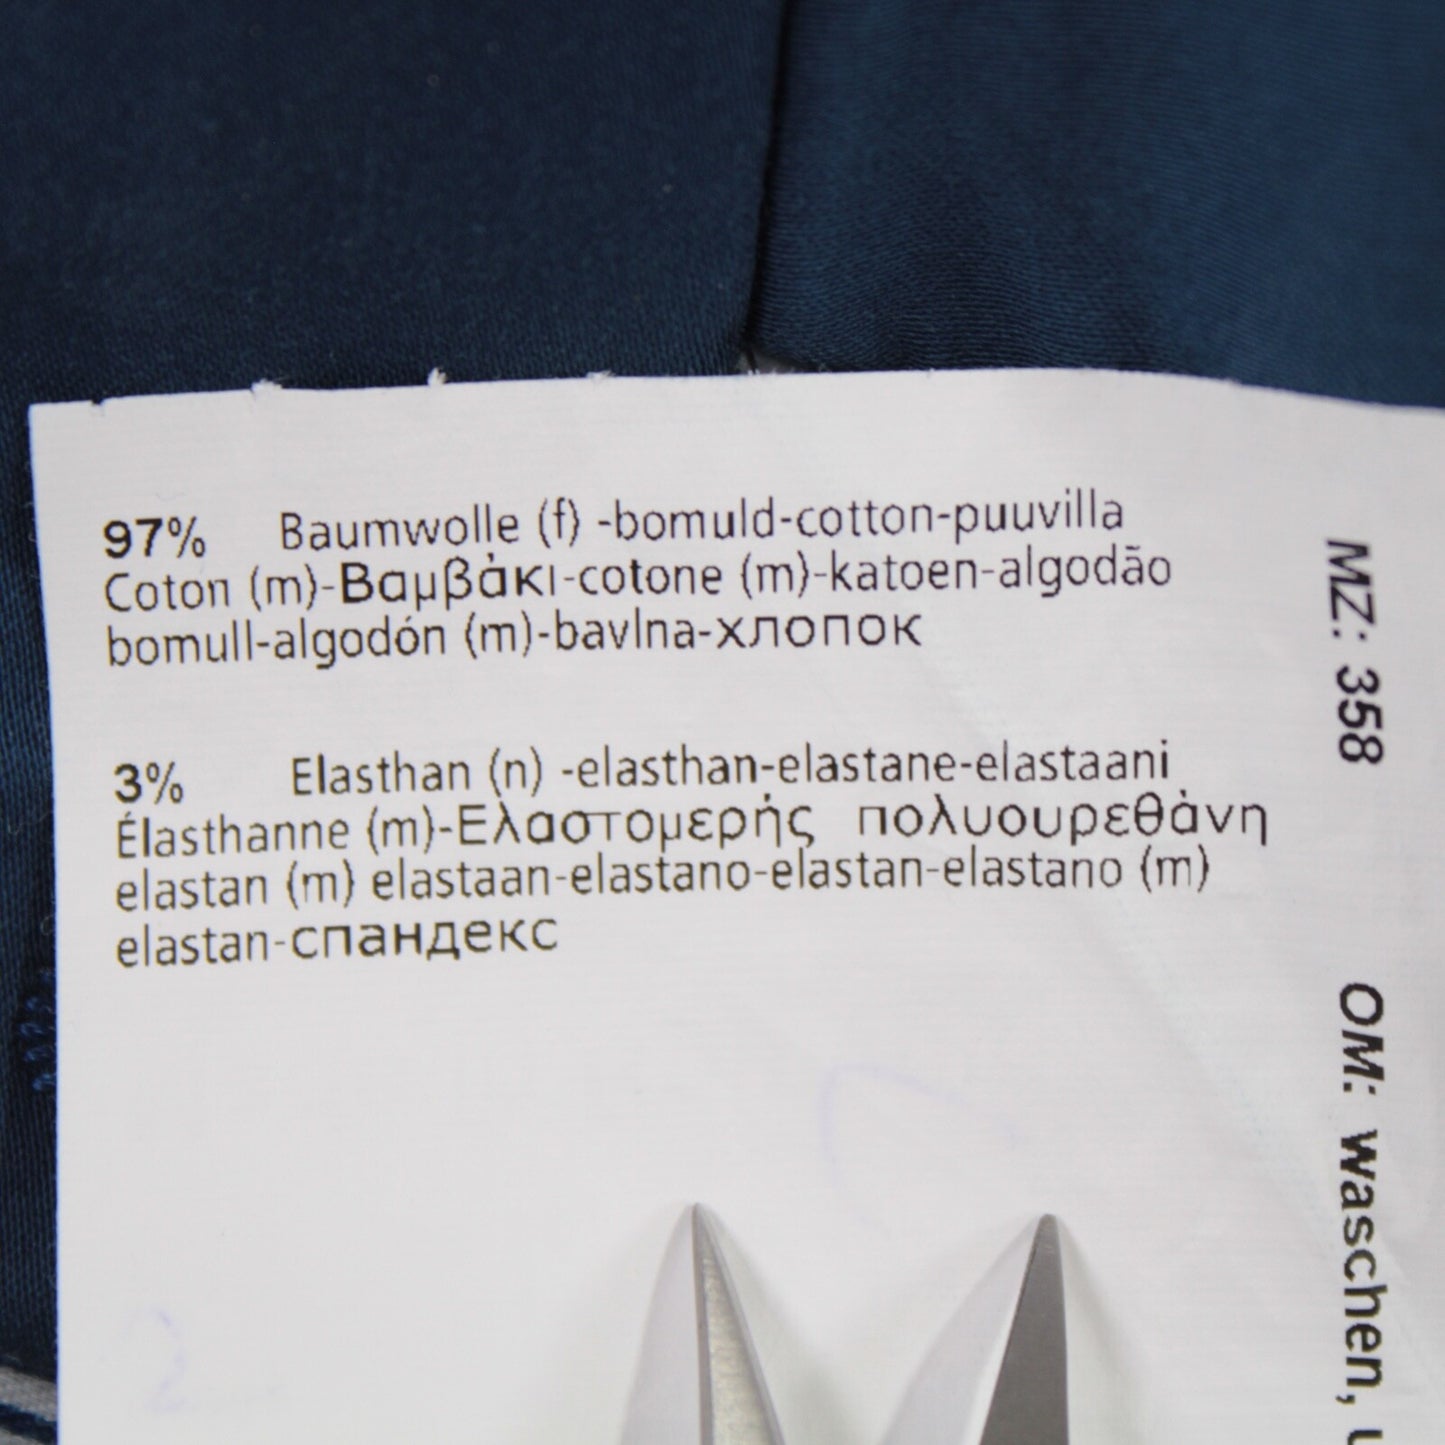 97% Baumwolle (f) -bomuld-cotton-puuvilla
Coton (m)-Βαμβάκι-cotone (m)-katoen-algodão
bomull-algodón (m)-bavlna-хлопок
3% Elasthan (n) -elasthan-elastane-elastaani
Élasthanne (m)-Ελαστομερής πολυουρεθάνη
elastan (m) elastaan-elastano-elastan-elastano (m)
elastan-спандекс
MZ: 358 OM: waschen,